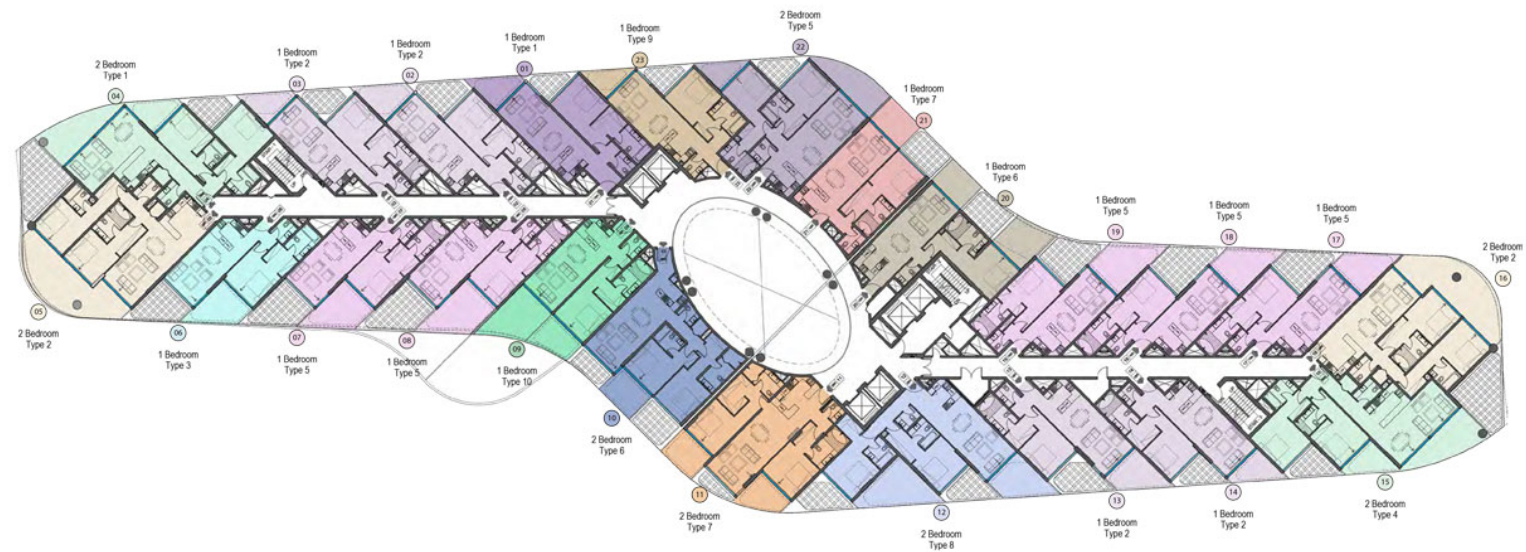 2 Bedroom
Type 1
04
1 Bedroom
Type 2
03
1 Bedroom
Type 2
02
1 Bedroom
Type 1
01
1 Bedroom
Type 9
23
2 Bedroom
Type 5
22
1 Bedroom
Type 7
21
1 Bedroom
Type 6
20
1 Bedroom
Type 5
19
1 Bedroom
Type 5
18
1 Bedroom
Type 5
17
2 Bedroom
Type 2
16
05
2 Bedroom
Type 2
06
1 Bedroom
Type 3
07
1 Bedroom
Type 5
08
1 Bedroom
Type 5
09
1 Bedroom
Type 10
10
2 Bedroom
Type 6
11
2 Bedroom
Type 7
12
2 Bedroom
Type 8
13
1 Bedroom
Type 2
14
1 Bedroom
Type 2
15
2 Bedroom
Type 4